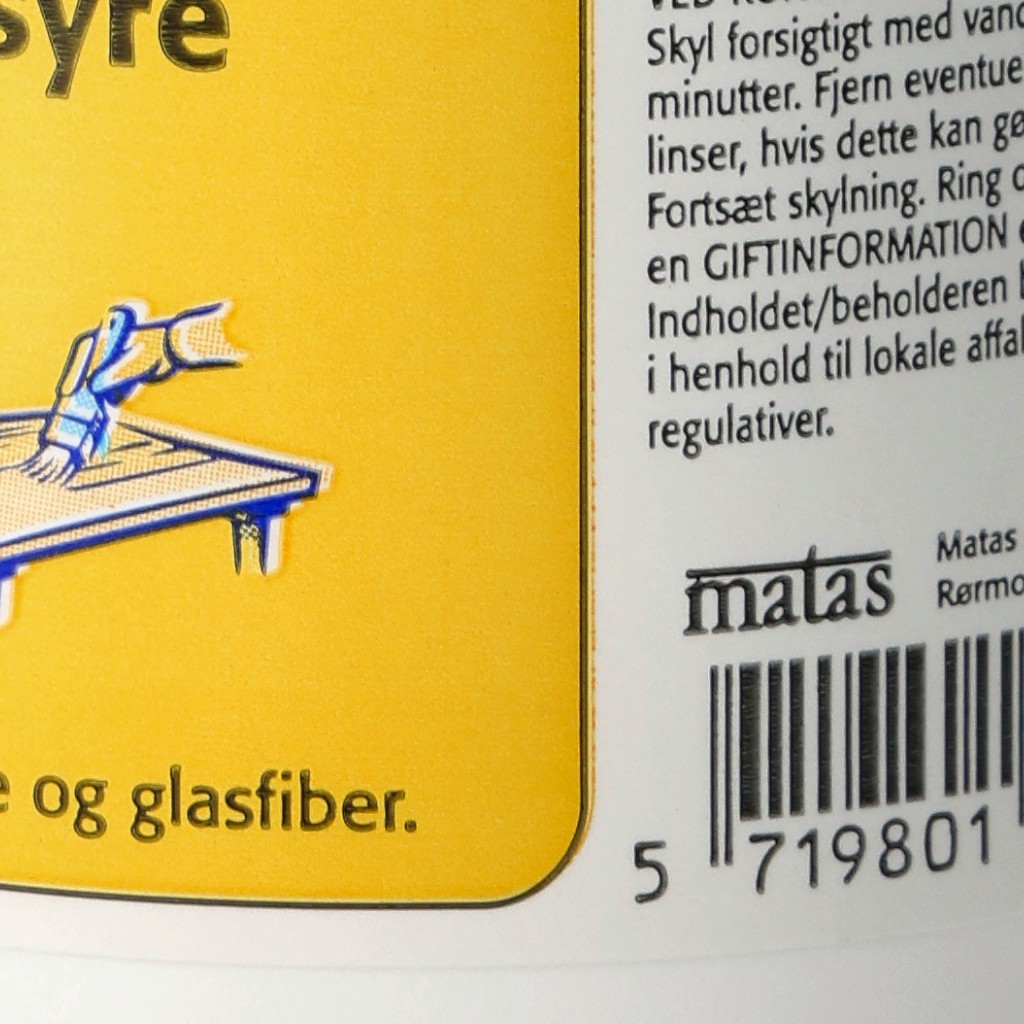 syre
og glasfiber.
Skyl forsigtigt med vand
minutter. Fjern eventue
linser, hvis dette kan gø
Fortsæt skylning. Ring
en GIFTINFORMATION
Indholdet/beholderen
i henhold til lokale affal
regulativer.
matas
Matas
Rørmo
5 719801